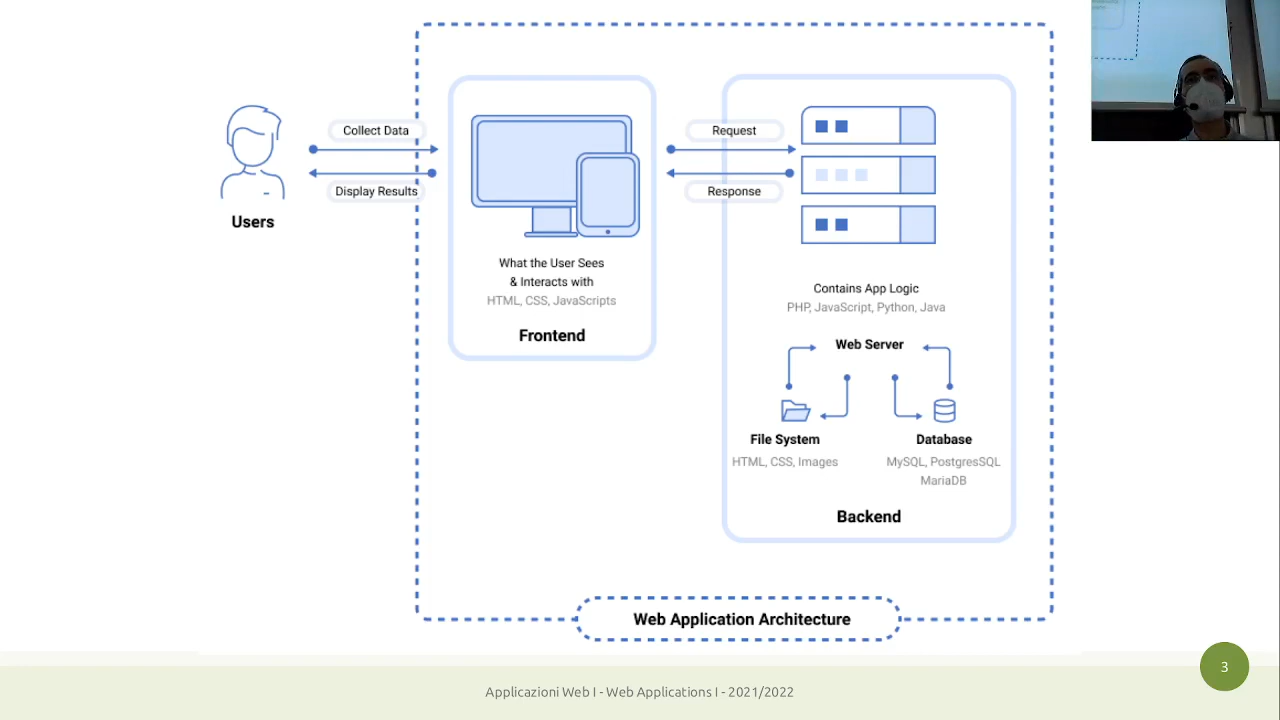 Collect Data
Display Results
Users
What the User Sees
& Interacts with
HTML, CSS, JavaScripts
Frontend
Request
Response
Contains App Logic
PHP, JavaScript, Python, Java
Web Server
File System
HTML, CSS, Images
Database
MySQL, PostgresSQL
MariaDB
Backend
Web Application Architecture
Applicazioni Web I - Web Applications I - 2021/2022
3